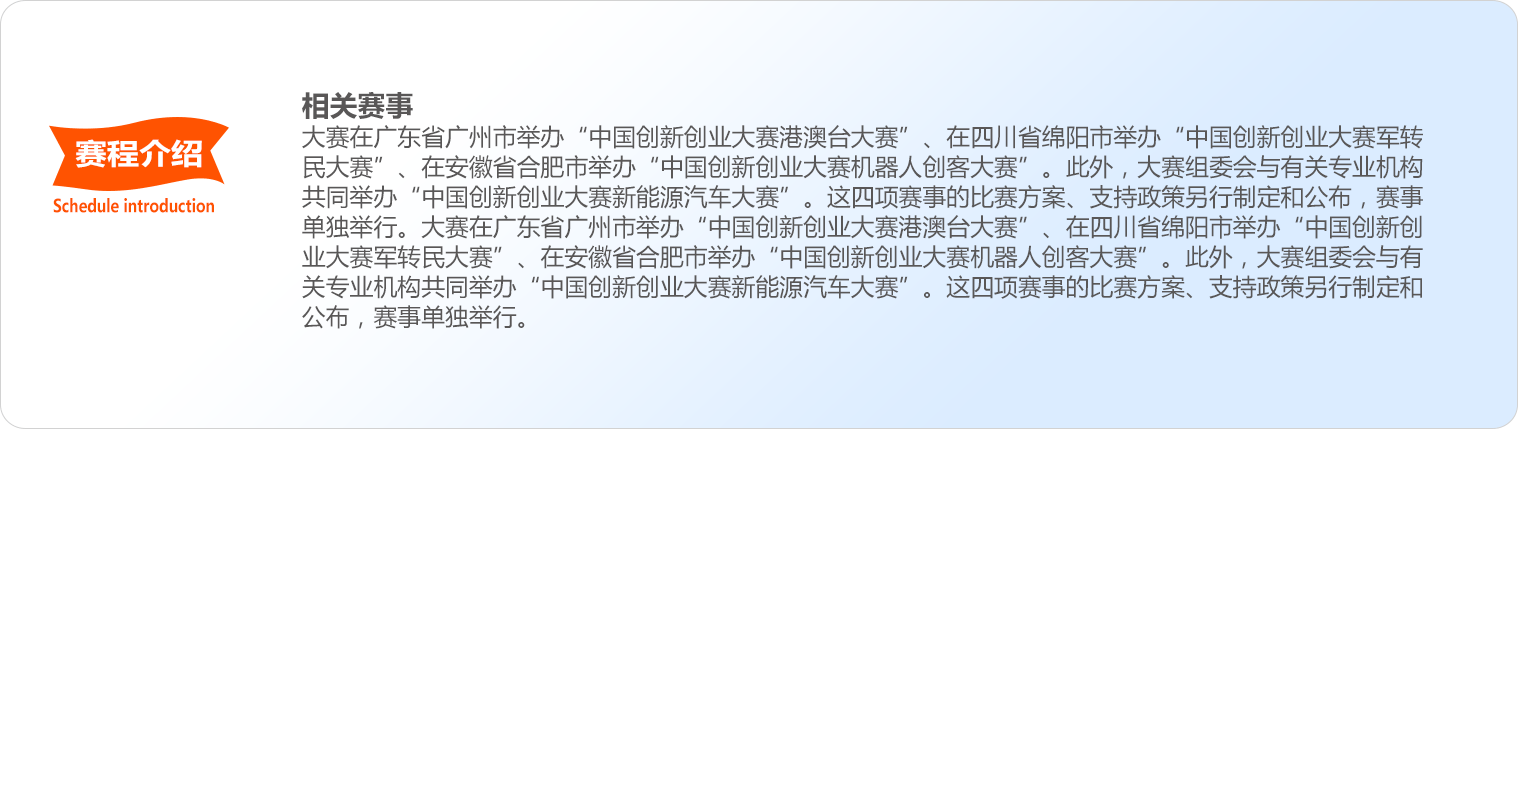 赛程介绍
Schedule introduction
相关赛事
大赛在广东省广州市举办“中国创新创业大赛港澳台大赛”、在四川省绵阳市举办“中国创新创业大赛军转
民大赛”、在安徽省合肥市举办“中国创新创业大赛机器人创客大赛”。此外，大赛组委会与有关专业机构
共同举办“中国创新创业大赛新能源汽车大赛”。这四项赛事的比赛方案、支持政策另行制定和公布，赛事
单独举行。大赛在广东省广州市举办“中国创新创业大赛港澳台大赛”、在四川省绵阳市举办“中国创新创
业大赛军转民大赛”、在安徽省合肥市举办“中国创新创业大赛机器人创客大赛”。此外，大赛组委会与有
关专业机构共同举办“中国创新创业大赛新能源汽车大赛”。这四项赛事的比赛方案、支持政策另行制定和
公布，赛事单独举行。